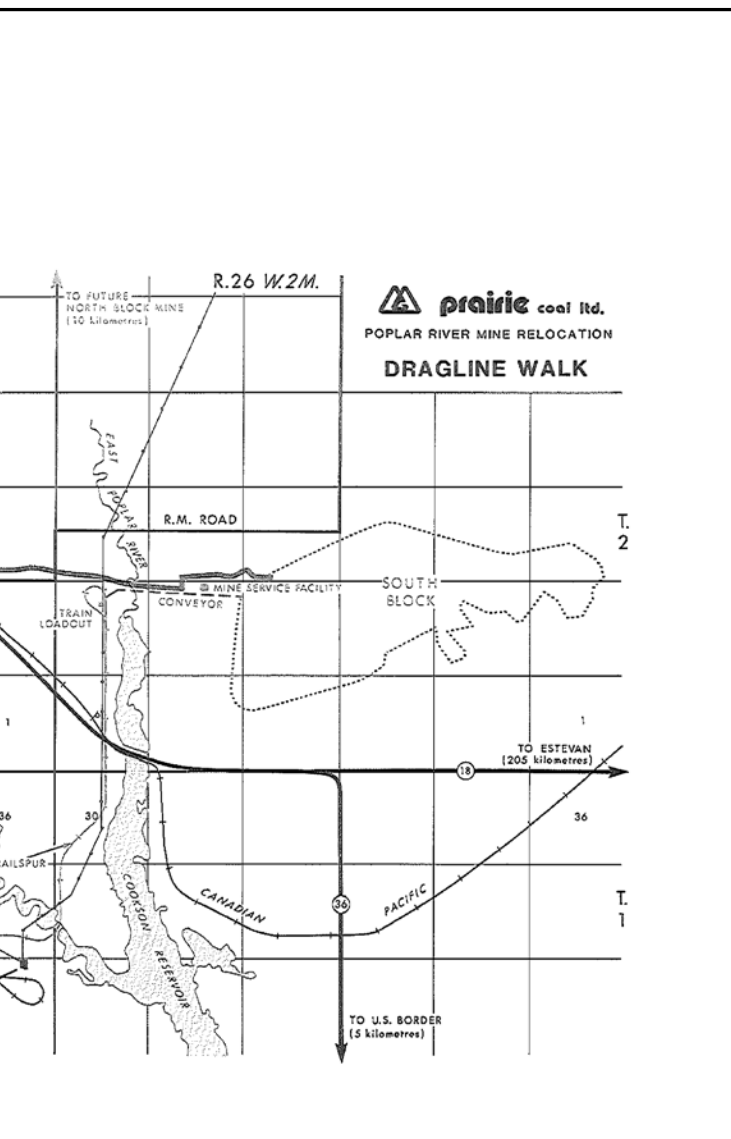 R.26 W.2M.
TO FUTURE
NORTH BLOCK MINE
(10 kilometres)
prairie coal ltd.
POPLAR RIVER MINE RELOCATION
DRAGLINE WALK
EAST
POPLAR
RIVER
R.M. ROAD
T.
2
MINE SERVICE FACILITY
CONVEYOR
SOUTH
BLOCK
TRAIN
LOADOUT
1
1
TO ESTEVAN
(205 kilometres)
18
36
30
36
RAILSPUR
COOKSON
RESERVOIR
CANADIAN
PACIFIC
36
T.
1
TO U.S. BORDER
(5 kilometres)